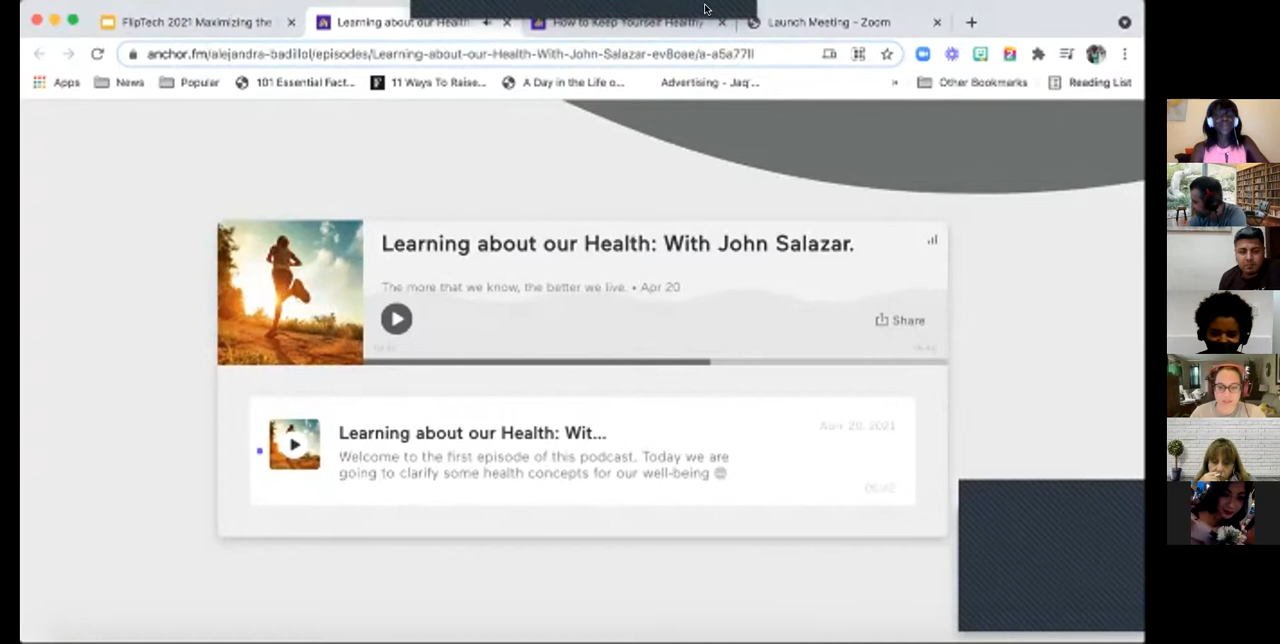 FlipTech 2021 Maximizing the
Learning about our Health
How to Keep Yourself Healthy
Launch Meeting - Zoom
anchor.fm/alejandra-badillol/episodes/Learning-about-our-Health-With-John-Salazar-ev8oae/a-a5a77ll
Apps
News
Popular
101 Essential Fact...
11 Ways To Raise...
A Day in the Life o...
Advertising - Jaq'...
»
Other Bookmarks
Reading List
Learning about our Health: With John Salazar.
The more that we know, the better we live. • Apr 20
Share
Learning about our Health: Wit...
Welcome to the first episode of this podcast. Today we are
going to clarify some health concepts for our well-being
Apr 20, 2021
06:42